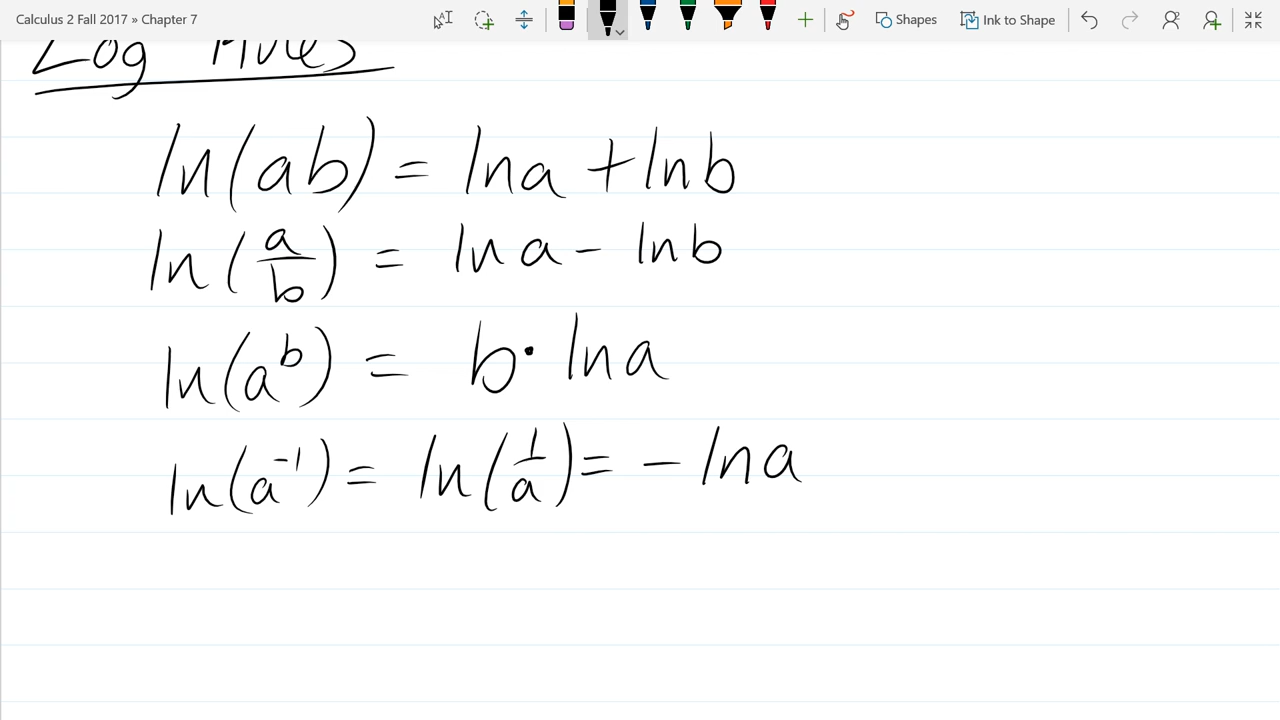 Calculus 2 Fall 2017 » Chapter 7 Shapes Ink to Shape
Log Rules
ln(ab) = ln a + ln b
ln(a/b) = ln a - ln b
ln(a^b) = b · ln a
ln(a^-1) = ln(1/a) = - ln a